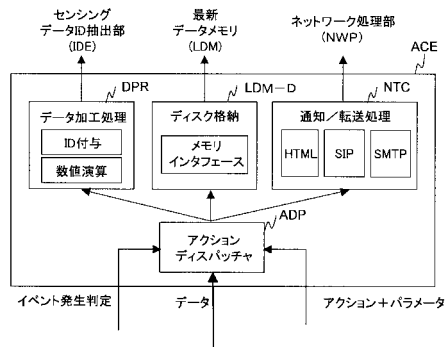 センシング
データID抽出部
(IDE)
最新
データメモリ
(LDM)
ネットワーク処理部
(NWP)
ACE
DPR
LDM-D
NTC
データ加工処理
ID付与
数値演算
ディスク格納
メモリ
インタフェース
通知/転送処理
HTML
SIP
SMTP
ADP
アクション
ディスパッチャ
イベント発生判定
データ
アクション+パラメータ